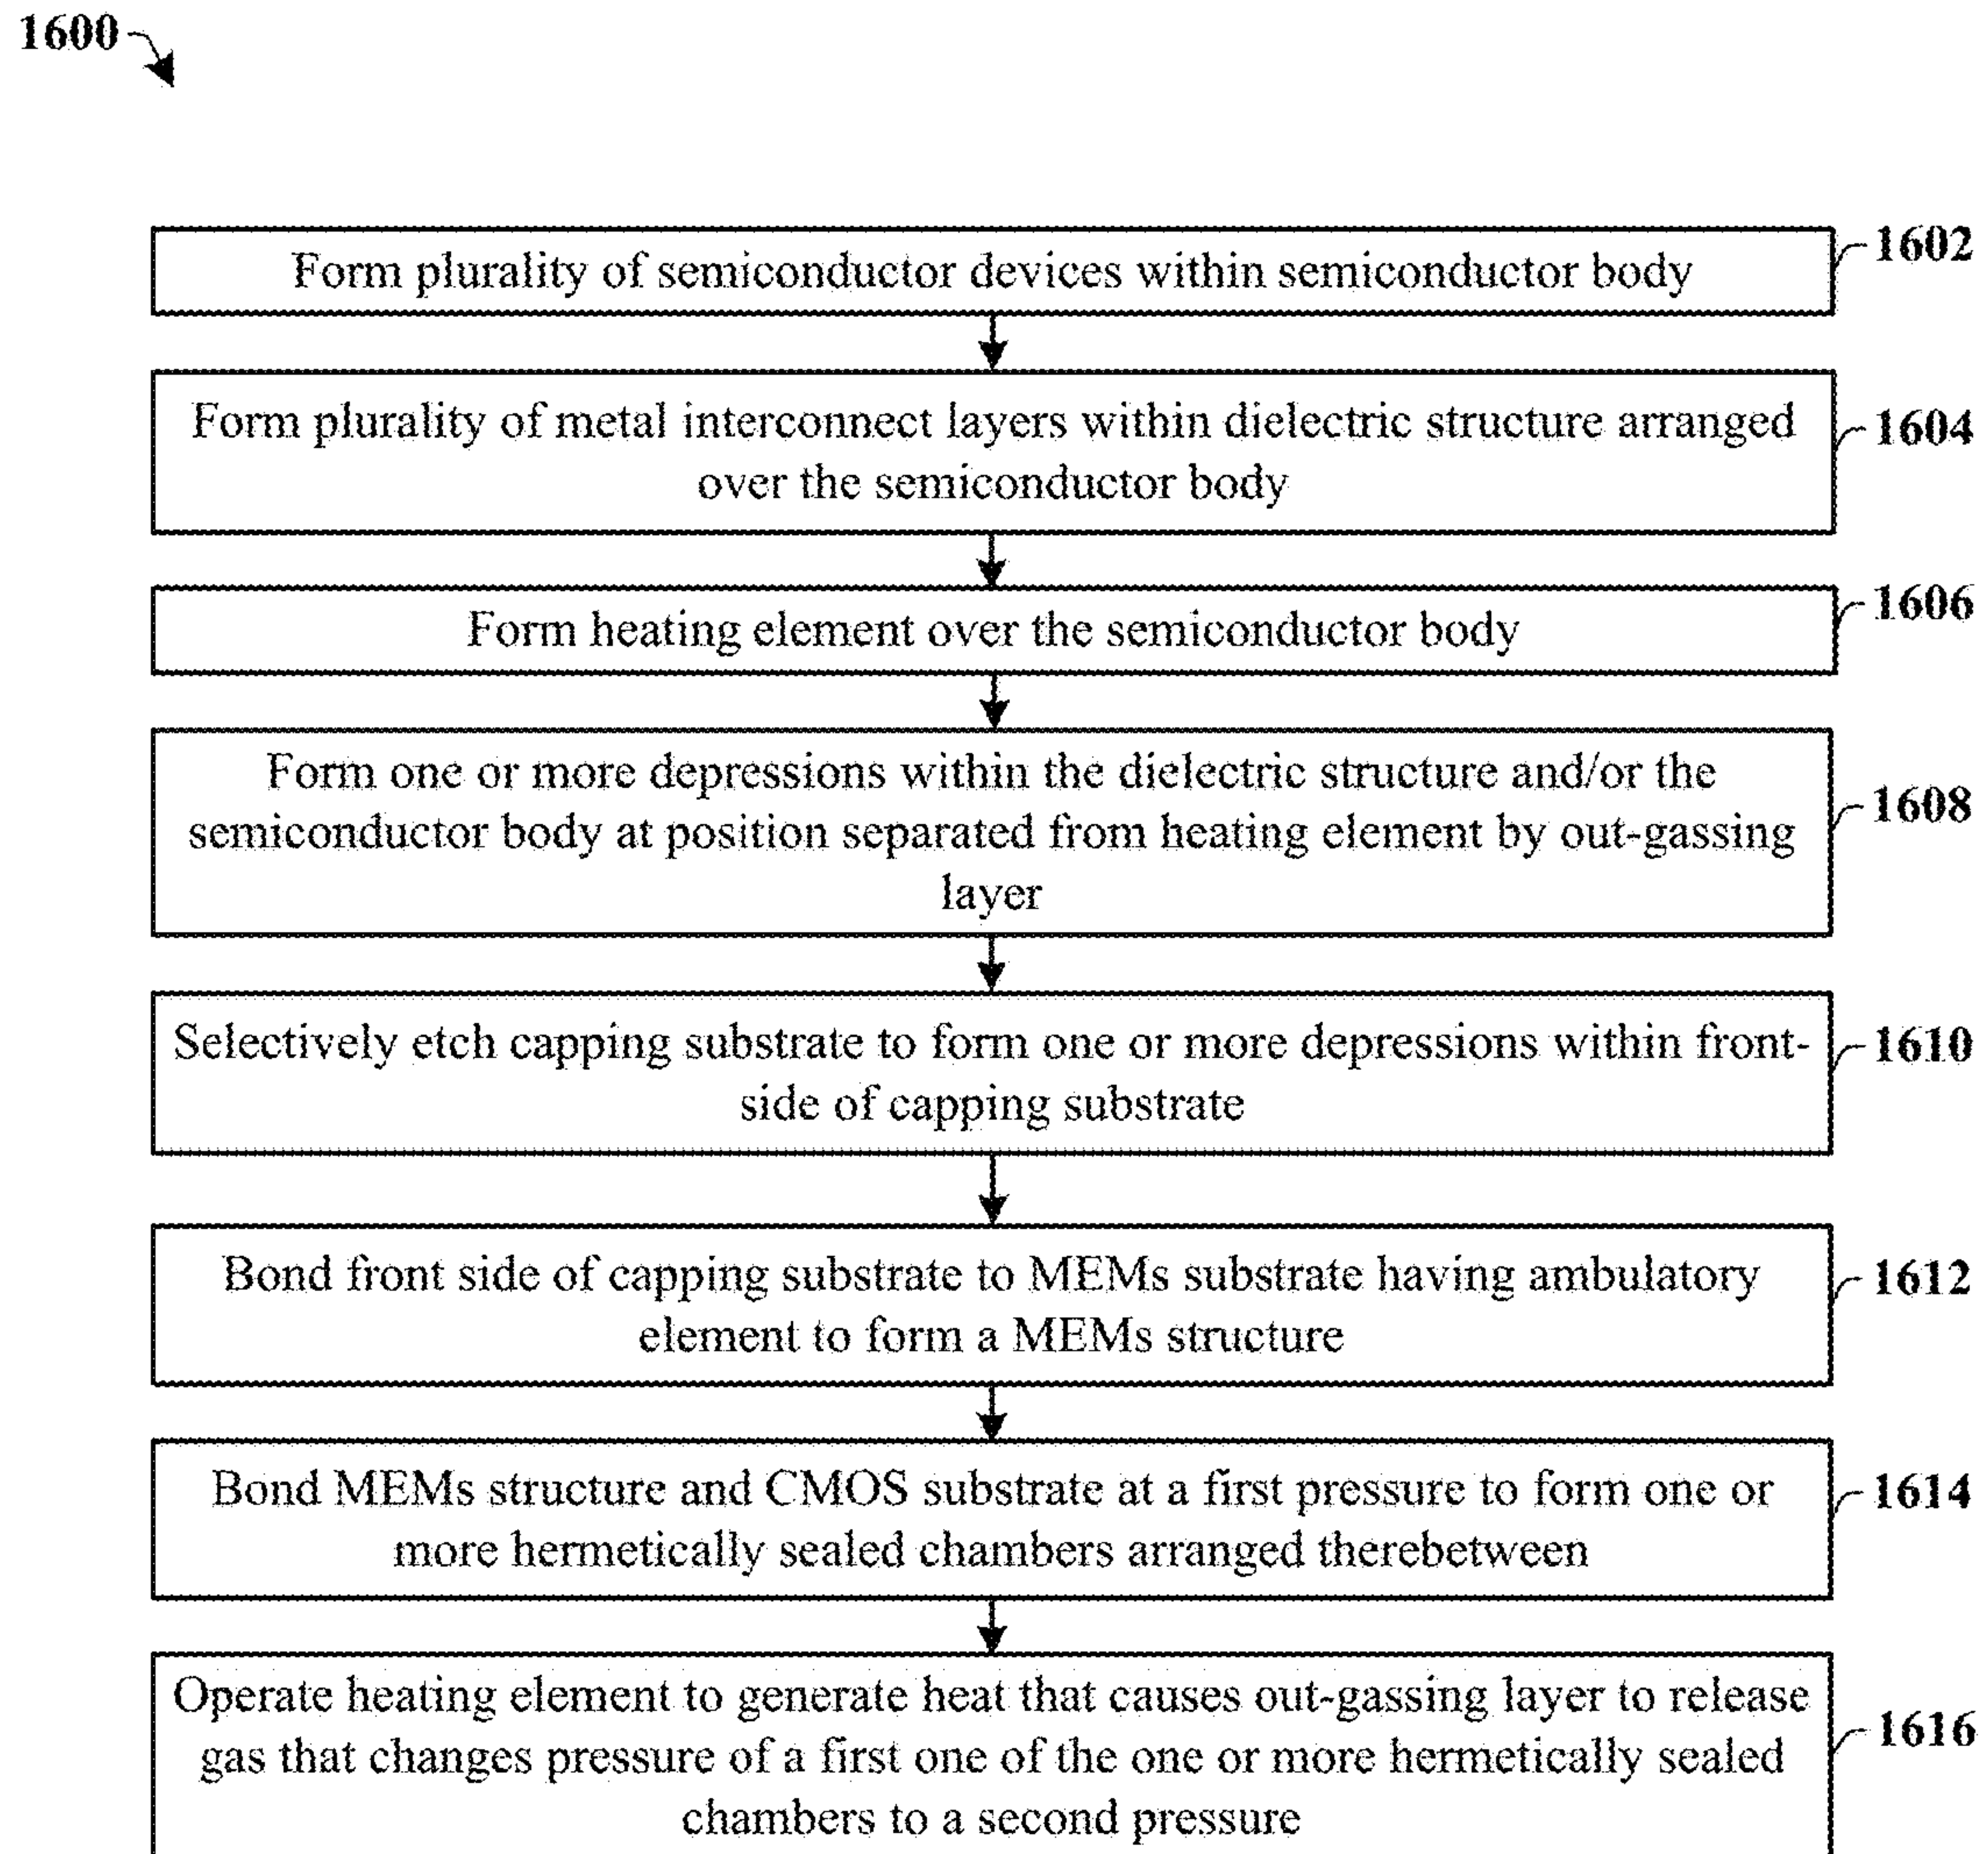 1600
Form plurality of semiconductor devices within semiconductor body
1602
Form plurality of metal interconnect layers within dielectric structure arranged
over the semiconductor body
1604
Form heating element over the semiconductor body
1606
Form one or more depressions within the dielectric structure and/or the
semiconductor body at position separated from heating element by out-gassing
layer
1608
Selectively etch capping substrate to form one or more depressions within front-
side of capping substrate
1610
Bond front side of capping substrate to MEMs substrate having ambulatory
element to form a MEMs structure
1612
Bond MEMs structure and CMOS substrate at a first pressure to form one or
more hermetically sealed chambers arranged therebetween
1614
Operate heating element to generate heat that causes out-gassing layer to release
gas that changes pressure of a first one of the one or more hermetically sealed
chambers to a second pressure
1616